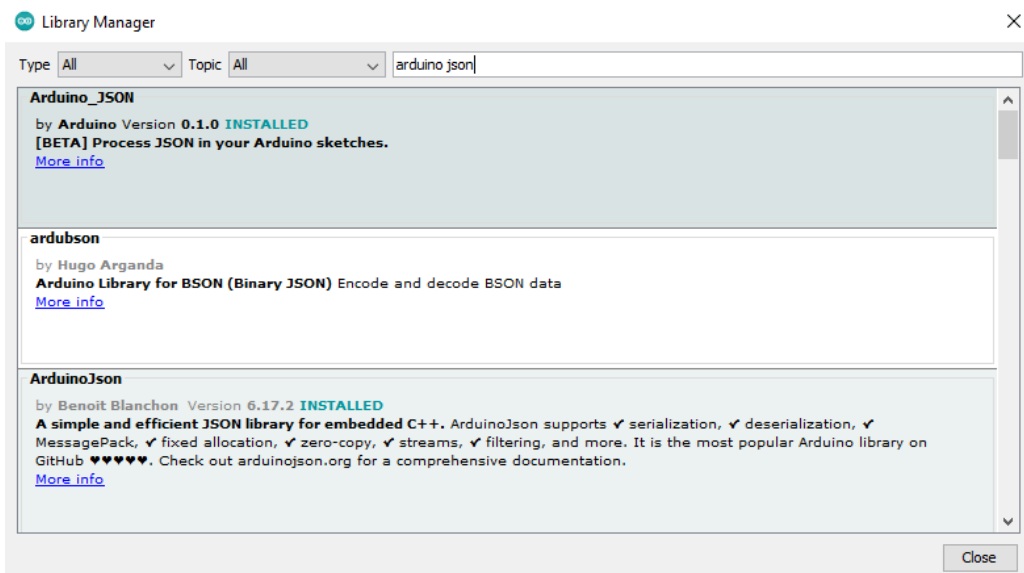 Library Manager
Type All Topic All arduino json
Arduino_JSON
by Arduino Version 0.1.0 INSTALLED
[BETA] Process JSON in your Arduino sketches.
More info
ardubson
by Hugo Arganda
Arduino Library for BSON (Binary JSON) Encode and decode BSON data
More info
ArduinoJson
by Benoit Blanchon Version 6.17.2 INSTALLED
A simple and efficient JSON library for embedded C++. ArduinoJson supports ✔ serialization, ✔ deserialization, ✔
MessagePack, ✔ fixed allocation, ✔ zero-copy, ✔ streams, ✔ filtering, and more. It is the most popular Arduino library on
GitHub ♥♥♥♥♥. Check out arduinojson.org for a comprehensive documentation.
More info
Close